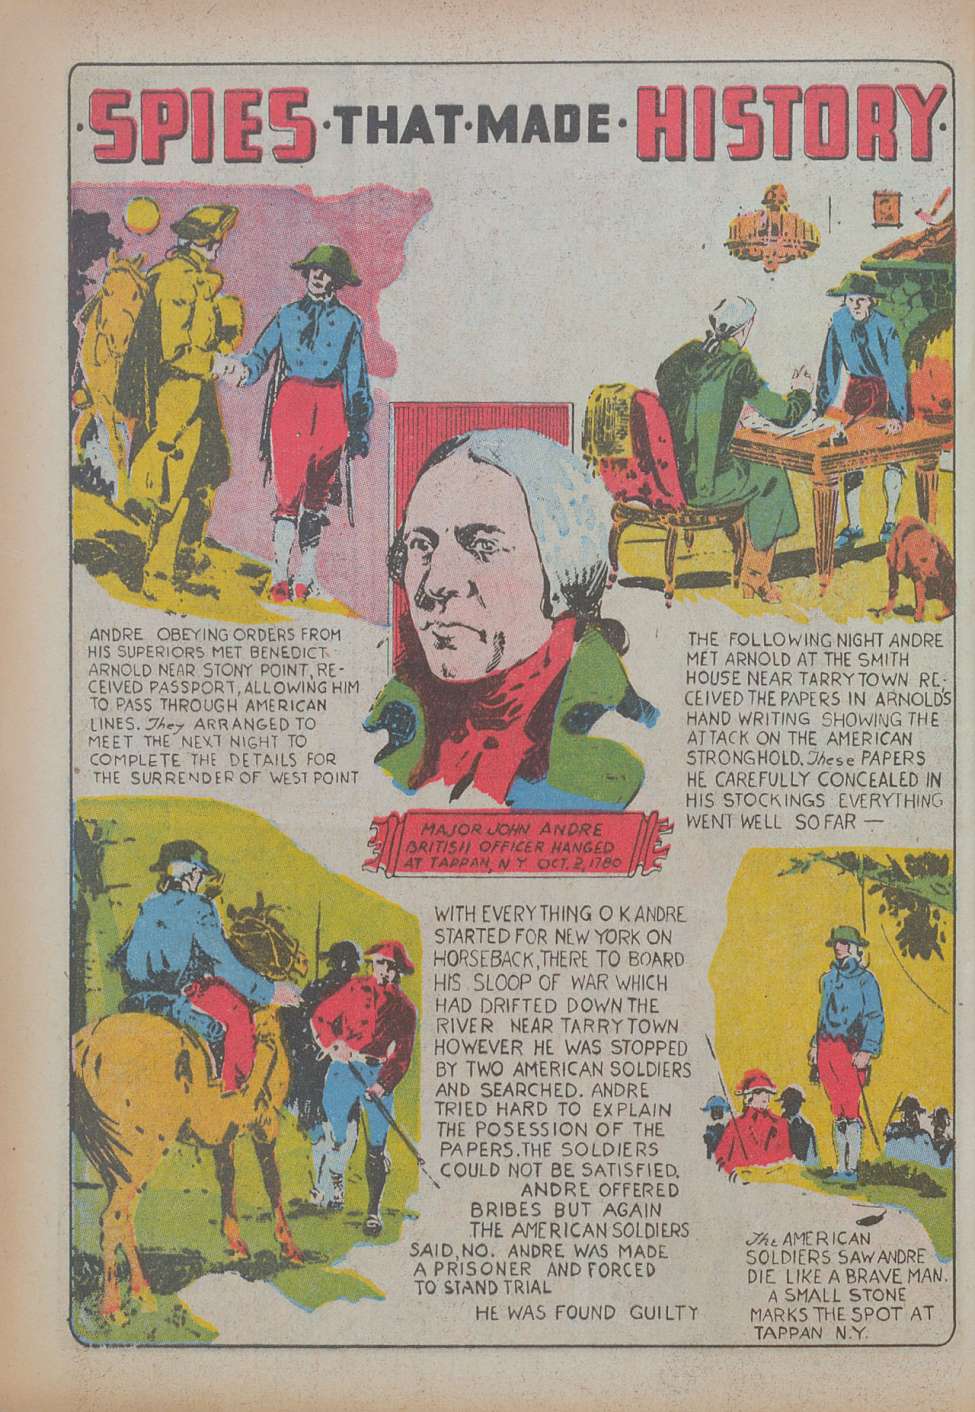 ·SPIES·THAT·MADE·HISTORY·
ANDRE OBEYING ORDERS FROM
HIS SUPERIORS MET BENEDICT
ARNOLD NEAR STONY POINT, RE-
CEIVED PASSPORT, ALLOWING HIM
TO PASS THROUGH AMERICAN
LINES. They ARRANGED TO
MEET THE NEXT NIGHT TO
COMPLETE THE DETAILS FOR
THE SURRENDER OF WEST POINT
THE FOLLOWING NIGHT ANDRE
MET ARNOLD AT THE SMITH
HOUSE NEAR TARRYTOWN RE-
CEIVED THE PAPERS IN ARNOLD'S
HAND WRITING SHOWING THE
ATTACK ON THE AMERICAN
STRONGHOLD. These PAPERS
HE CAREFULLY CONCEALED IN
HIS STOCKINGS EVERYTHING
WENT WELL SO FAR —
MAJOR JOHN ANDRE
BRITISH OFFICER HANGED
AT TAPPAN, N.Y OCT. 2, 1780
WITH EVERYTHING O K ANDRE
STARTED FOR NEW YORK ON
HORSEBACK, THERE TO BOARD
HIS SLOOP OF WAR WHICH
HAD DRIFTED DOWN THE
RIVER NEAR TARRYTOWN
HOWEVER HE WAS STOPPED
BY TWO AMERICAN SOLDIERS
AND SEARCHED. ANDRE
TRIED HARD TO EXPLAIN
THE POSESSION OF THE
PAPERS. THE SOLDIERS
COULD NOT BE SATISFIED.
ANDRE OFFERED
BRIBES BUT AGAIN
THE AMERICAN SOLDIERS
SAID, NO. ANDRE WAS MADE
A PRISONER AND FORCED
TO STAND TRIAL
HE WAS FOUND GUILTY
The AMERICAN
SOLDIERS SAW ANDRE
DIE LIKE A BRAVE MAN.
A SMALL STONE
MARKS THE SPOT AT
TAPPAN N.Y.